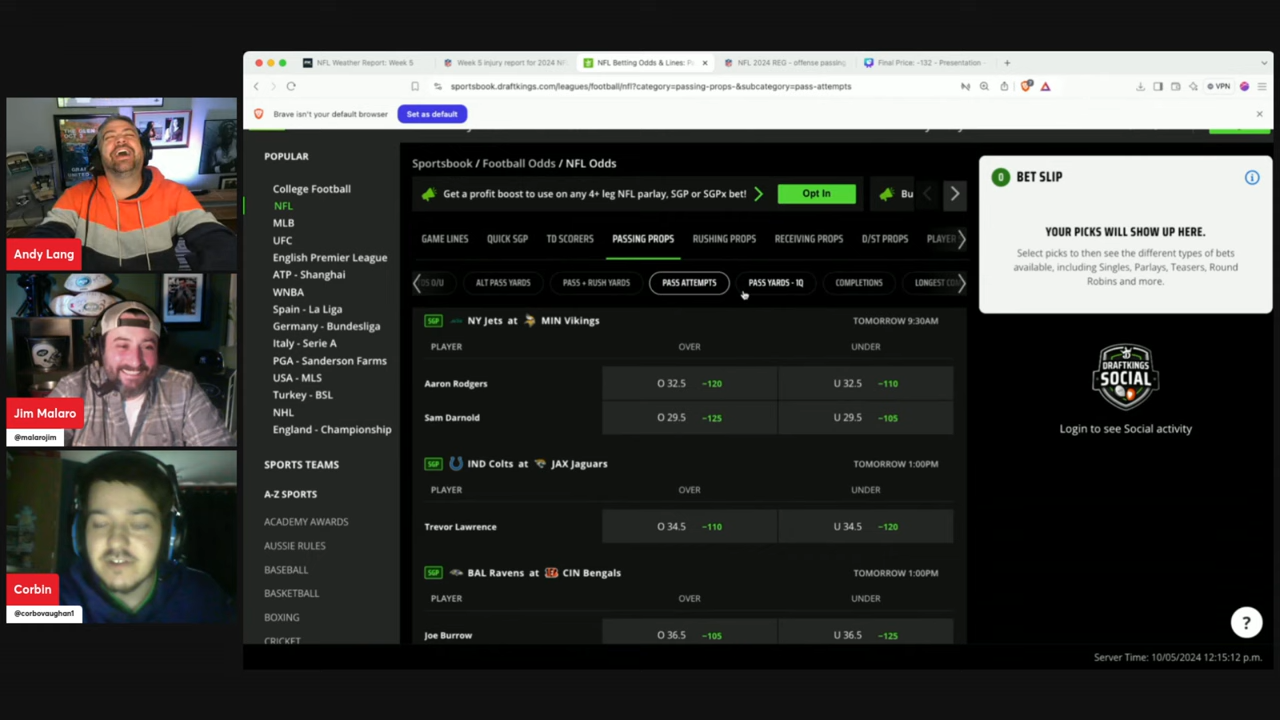 Andy Lang
Jim Malaro
@malarojim
Corbin
@corbovaughan1
NFL Weather Report: Week 5
Week 5 injury report for 2024 N
NFL Betting Odds & Lines: P
NFL 2024 REG - offense passing
Final Price: -132 - Presentation
sportsbook.draftkings.com/leagues/football/nfl?category=passing-props-&subcategory=pass-attempts
VPN
Brave isn't your default browser
Set as default
POPULAR
College Football
NFL
MLB
UFC
English Premier League
ATP - Shanghai
WNBA
Spain - La Liga
Germany - Bundesliga
Italy - Serie A
PGA - Sanderson Farms
USA - MLS
Turkey - BSL
NHL
England - Championship
SPORTS TEAMS
A-Z SPORTS
ACADEMY AWARDS
AUSSIE RULES
BASEBALL
BASKETBALL
BOXING
CRICKET
Sportsbook / Football Odds / NFL Odds
Get a profit boost to use on any 4+ leg NFL parlay, SGP or SGPx bet!
Opt In
Bu
GAME LINES QUICK SGP TD SCORERS PASSING PROPS RUSHING PROPS RECEIVING PROPS D/ST PROPS PLAYER
DS O/U ALT PASS YARDS PASS + RUSH YARDS PASS ATTEMPTS PASS YARDS - 1Q COMPLETIONS LONGEST CO
SGP NY Jets at MIN Vikings TOMORROW 9:30AM
PLAYER OVER UNDER
Aaron Rodgers O 32.5 -120 U 32.5 -110
Sam Darnold O 29.5 -125 U 29.5 -105
SGP IND Colts at JAX Jaguars TOMORROW 1:00PM
PLAYER OVER UNDER
Trevor Lawrence O 34.5 -110 U 34.5 -120
SGP BAL Ravens at CIN Bengals TOMORROW 1:00PM
PLAYER OVER UNDER
Joe Burrow O 36.5 -105 U 36.5 -125
0 BET SLIP
YOUR PICKS WILL SHOW UP HERE.
Select picks to then see the different types of bets
available, including Singles, Parlays, Teasers, Round
Robins and more.
DRAFTKINGS
SOCIAL
Login to see Social activity
?
Server Time: 10/05/2024 12:15:12 p.m.